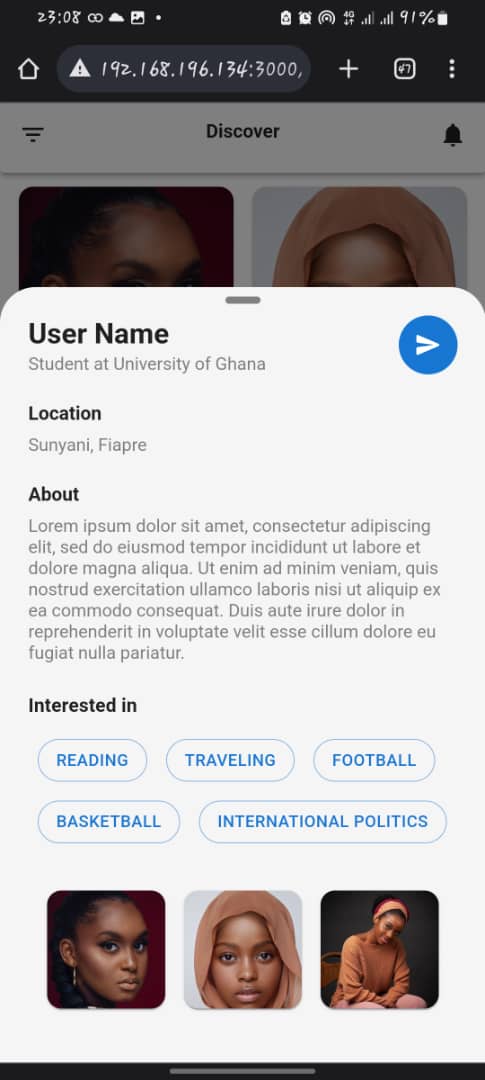 23:08
4G
91%
192.168.196.134:3000,
47
Discover
User Name
Student at University of Ghana
Location
Sunyani, Fiapre
About
Lorem ipsum dolor sit amet, consectetur adipiscing
elit, sed do eiusmod tempor incididunt ut labore et
dolore magna aliqua. Ut enim ad minim veniam, quis
nostrud exercitation ullamco laboris nisi ut aliquip ex
ea commodo consequat. Duis aute irure dolor in
reprehenderit in voluptate velit esse cillum dolore eu
fugiat nulla pariatur.
Interested in
READING TRAVELING FOOTBALL
BASKETBALL INTERNATIONAL POLITICS